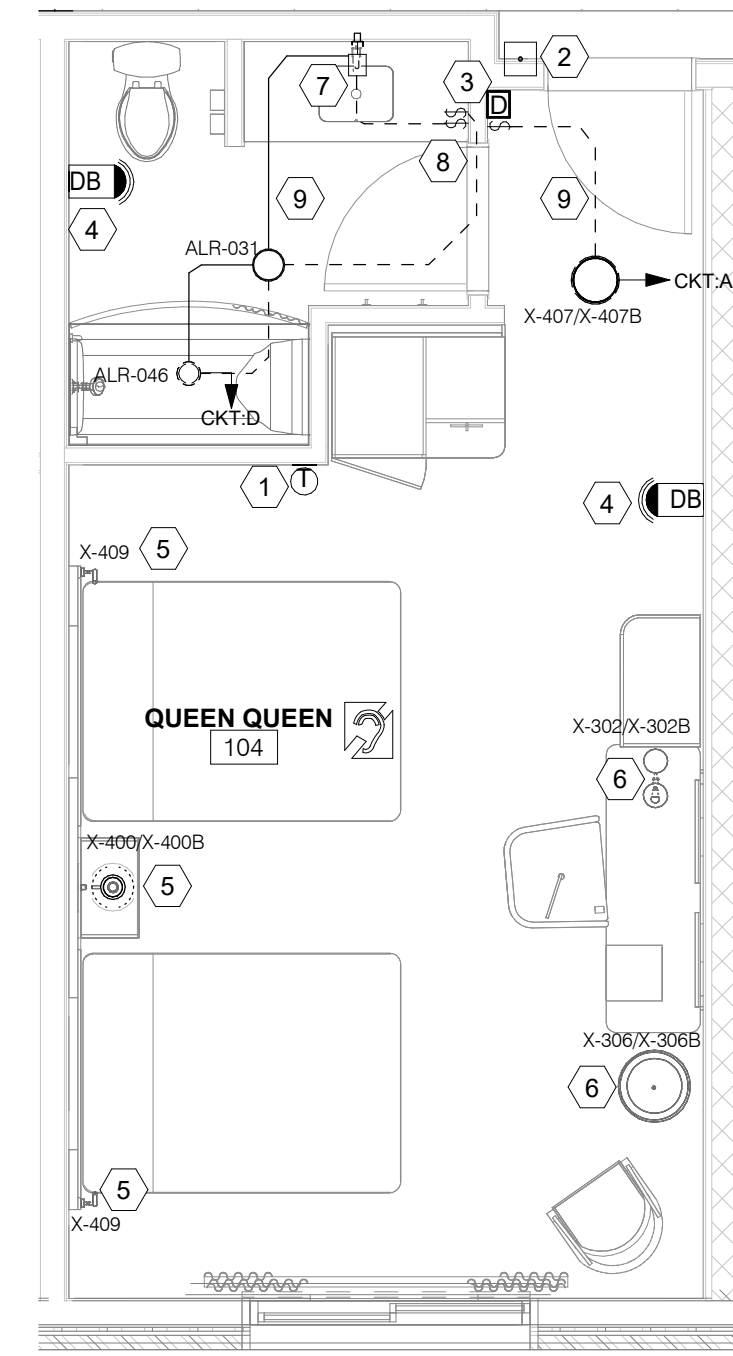 2
3
7
D
8
DB
4
9
9
ALR-031
CKT:A
X-407/X-407B
ALR-046
CKT:D
1
T
4
DB
X-409
5
QUEEN QUEEN
104
X-302/X-302B
6
X-400/X-400B
5
X-306/X-306B
6
5
X-409